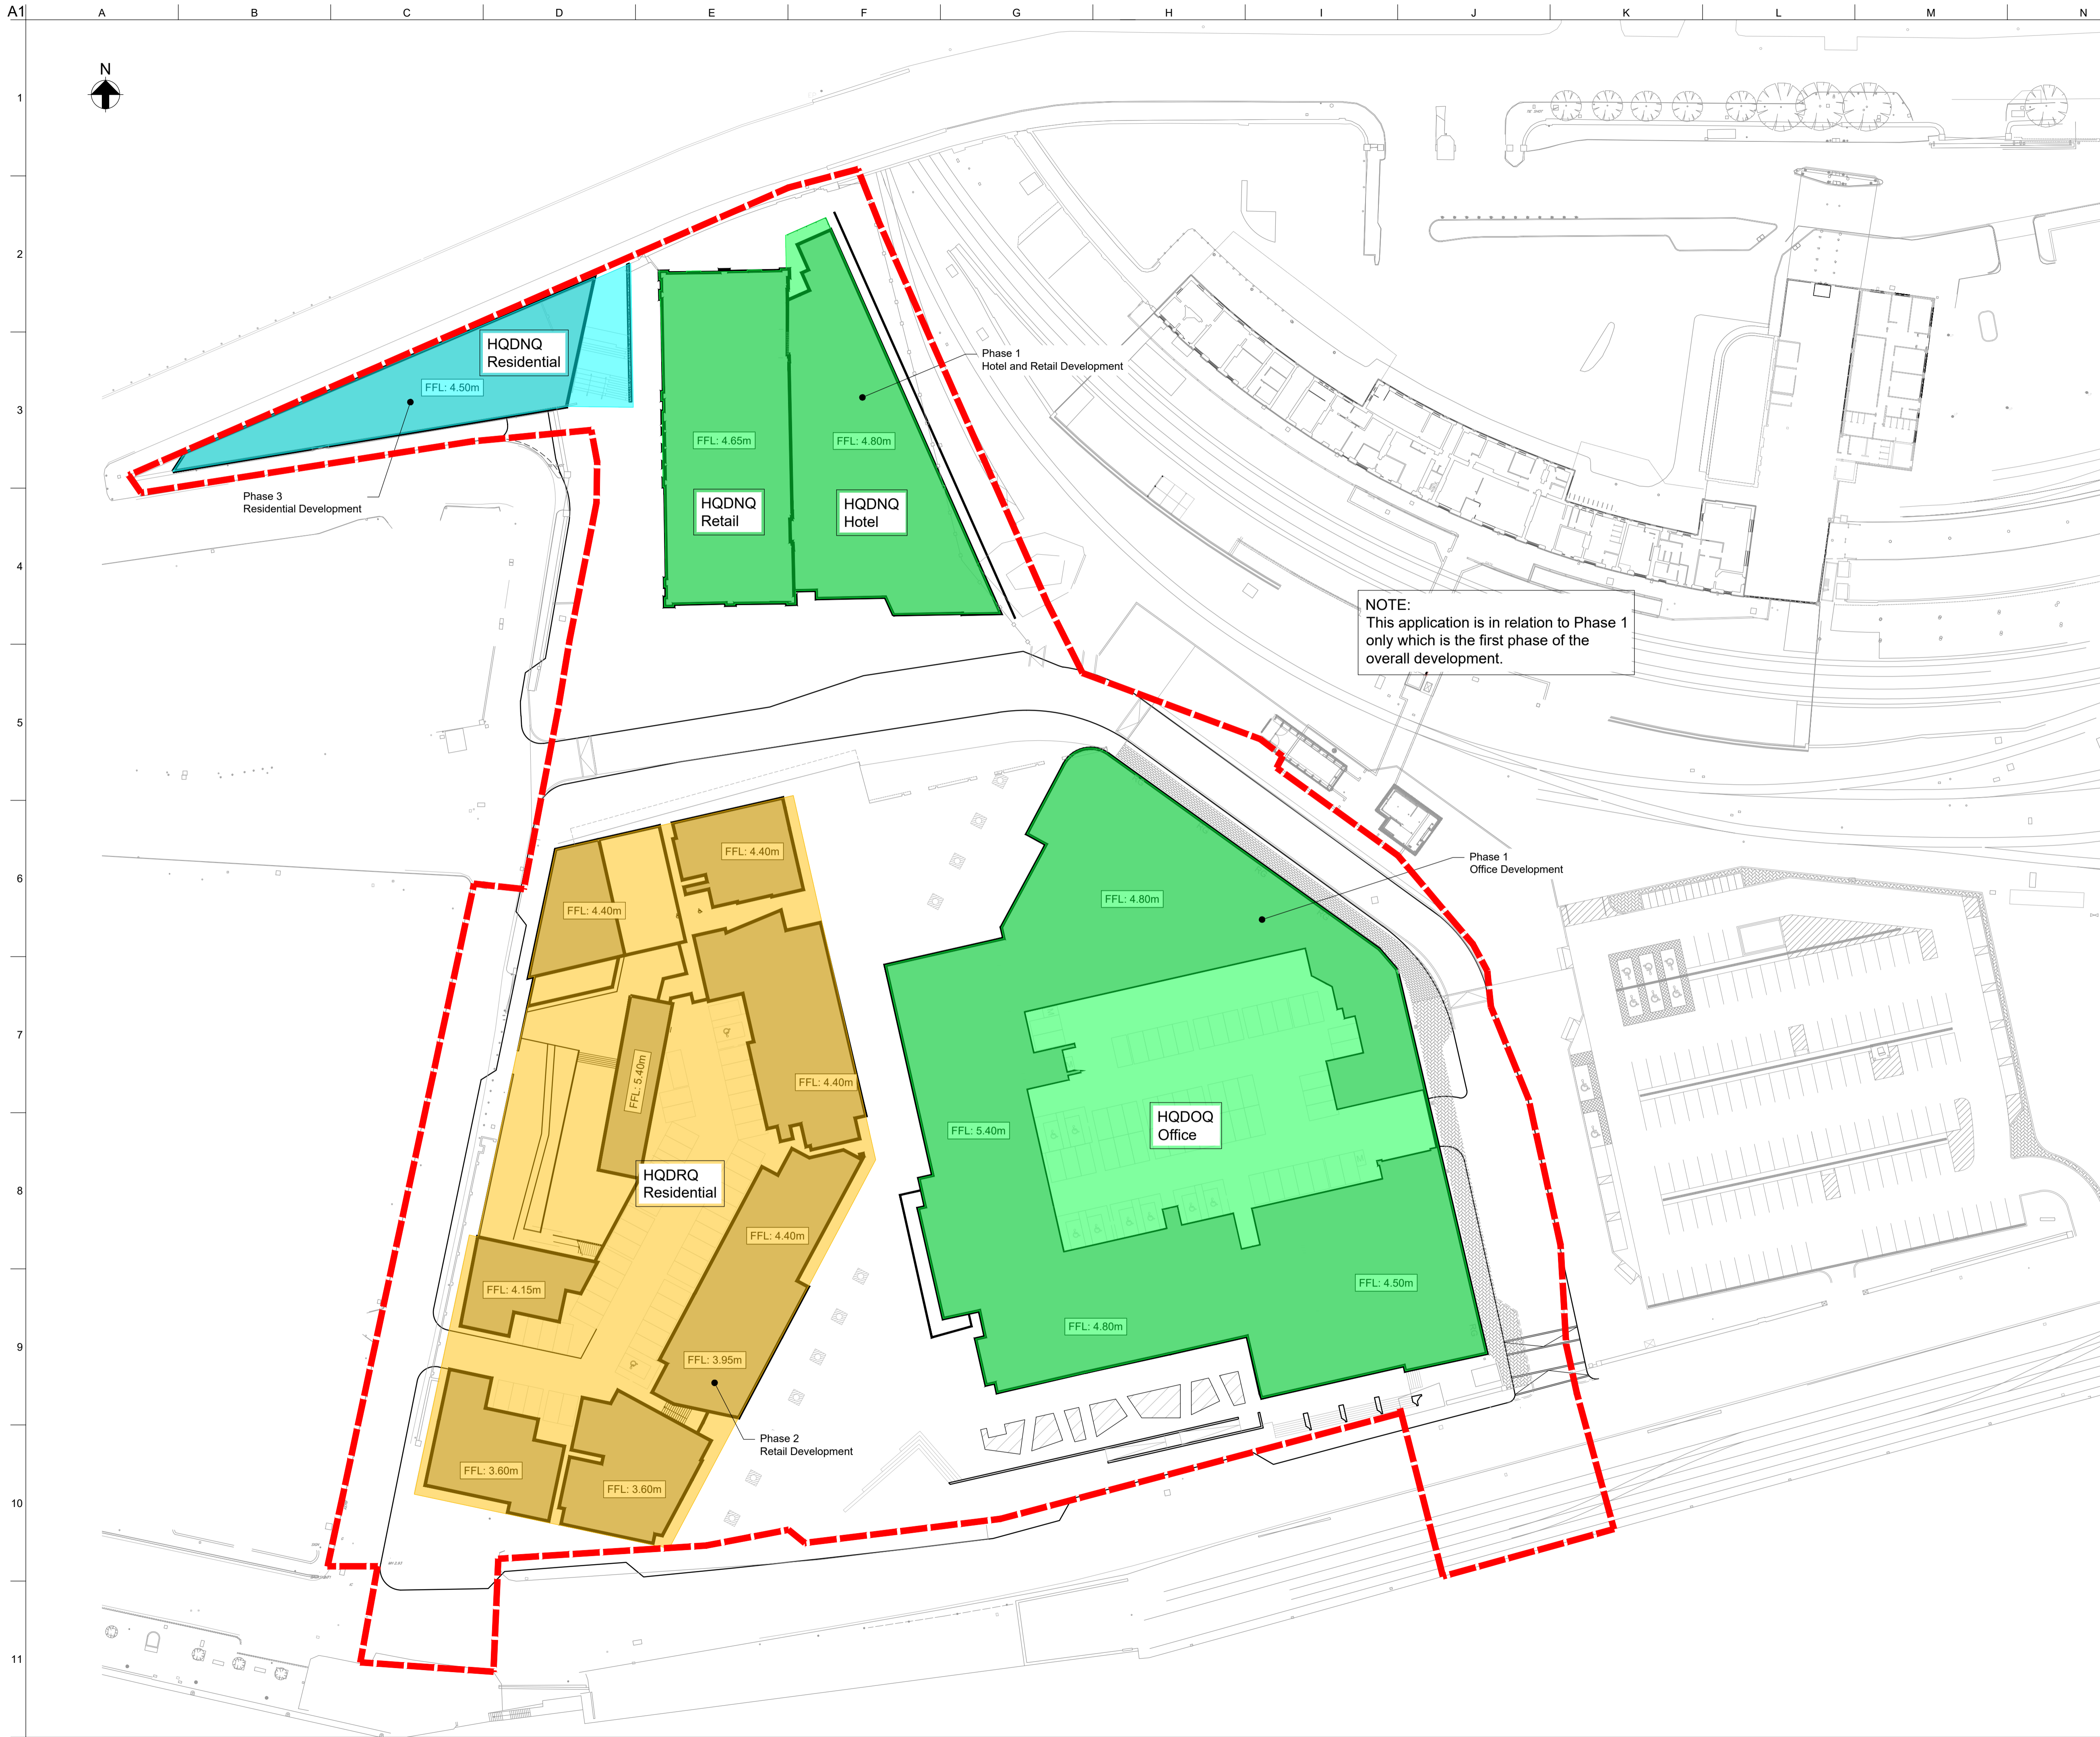 A1
A B C D E F G H I J K L M N
N
1
2
3
4
5
6
7
8
9
10
11
HQDNQ
Residential
FFL: 4.50m
Phase 3
Residential Development
Phase 1
Hotel and Retail Development
FFL: 4.65m
FFL: 4.80m
HQDNQ
Retail
HQDNQ
Hotel
NOTE:
This application is in relation to Phase 1
only which is the first phase of the
overall development.
FFL: 4.40m
FFL: 4.40m
Phase 1
Office Development
FFL: 4.80m
FFL: 5.40m
FFL: 4.40m
FFL: 5.40m
HQDOQ
Office
HQDRQ
Residential
FFL: 4.40m
FFL: 4.15m
FFL: 4.50m
FFL: 4.80m
FFL: 3.95m
Phase 2
Retail Development
FFL: 3.60m
FFL: 3.60m